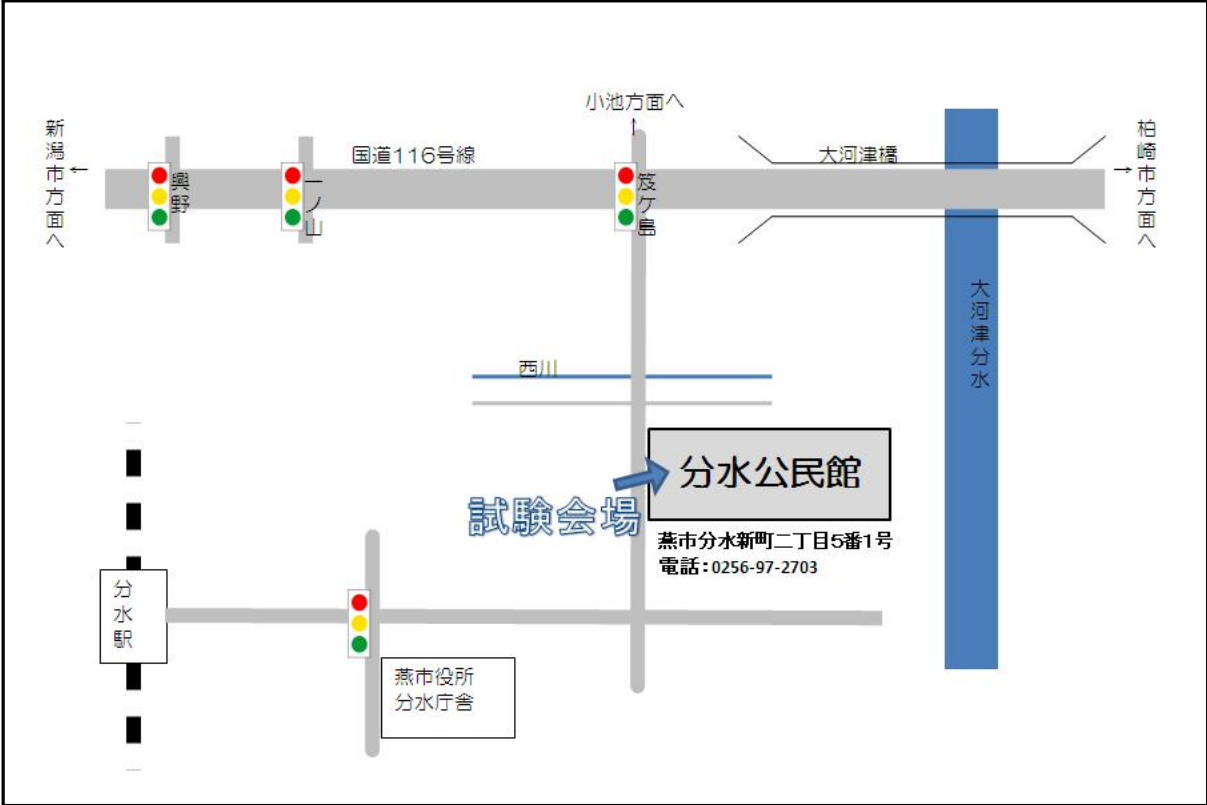 小池方面へ
↑
新潟市方面へ
←
国道116号線
大河津橋
→
柏崎市方面へ
興野
一ノ山
笈ケ島
大河津分水
西川
分水公民館
試験会場
燕市分水新町二丁目5番1号
電話：0256-97-2703
分水駅
燕市役所
分水庁舎